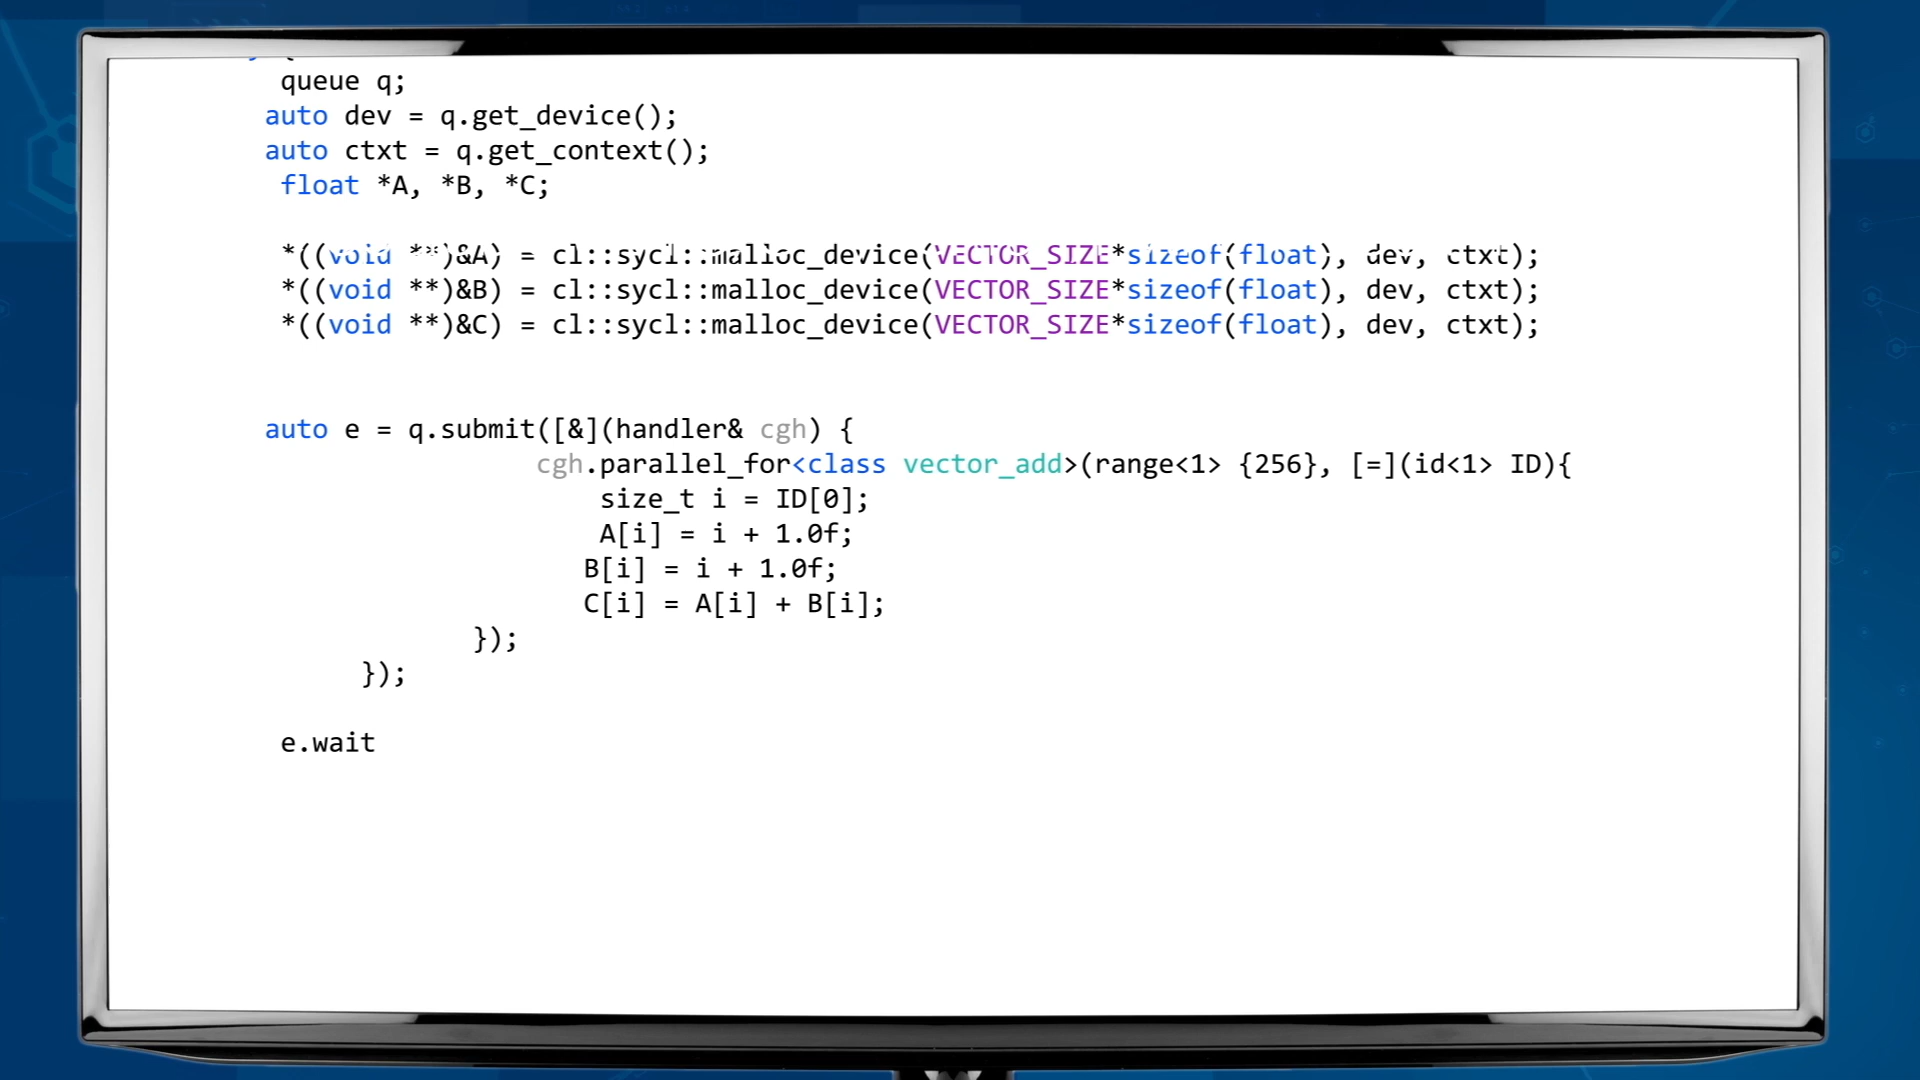 queue q;
auto dev = q.get_device();
auto ctxt = q.get_context();
float *A, *B, *C;
*((void **)&A) = cl::sycl::malloc_device(VECTOR_SIZE*sizeof(float), dev, ctxt);
*((void **)&B) = cl::sycl::malloc_device(VECTOR_SIZE*sizeof(float), dev, ctxt);
*((void **)&C) = cl::sycl::malloc_device(VECTOR_SIZE*sizeof(float), dev, ctxt);
auto e = q.submit([&](handler& cgh) {
cgh.parallel_for<class vector_add>(range<1> {256}, [=](id<1> ID){
size_t i = ID[0];
A[i] = i + 1.0f;
B[i] = i + 1.0f;
C[i] = A[i] + B[i];
});
});
e.wait